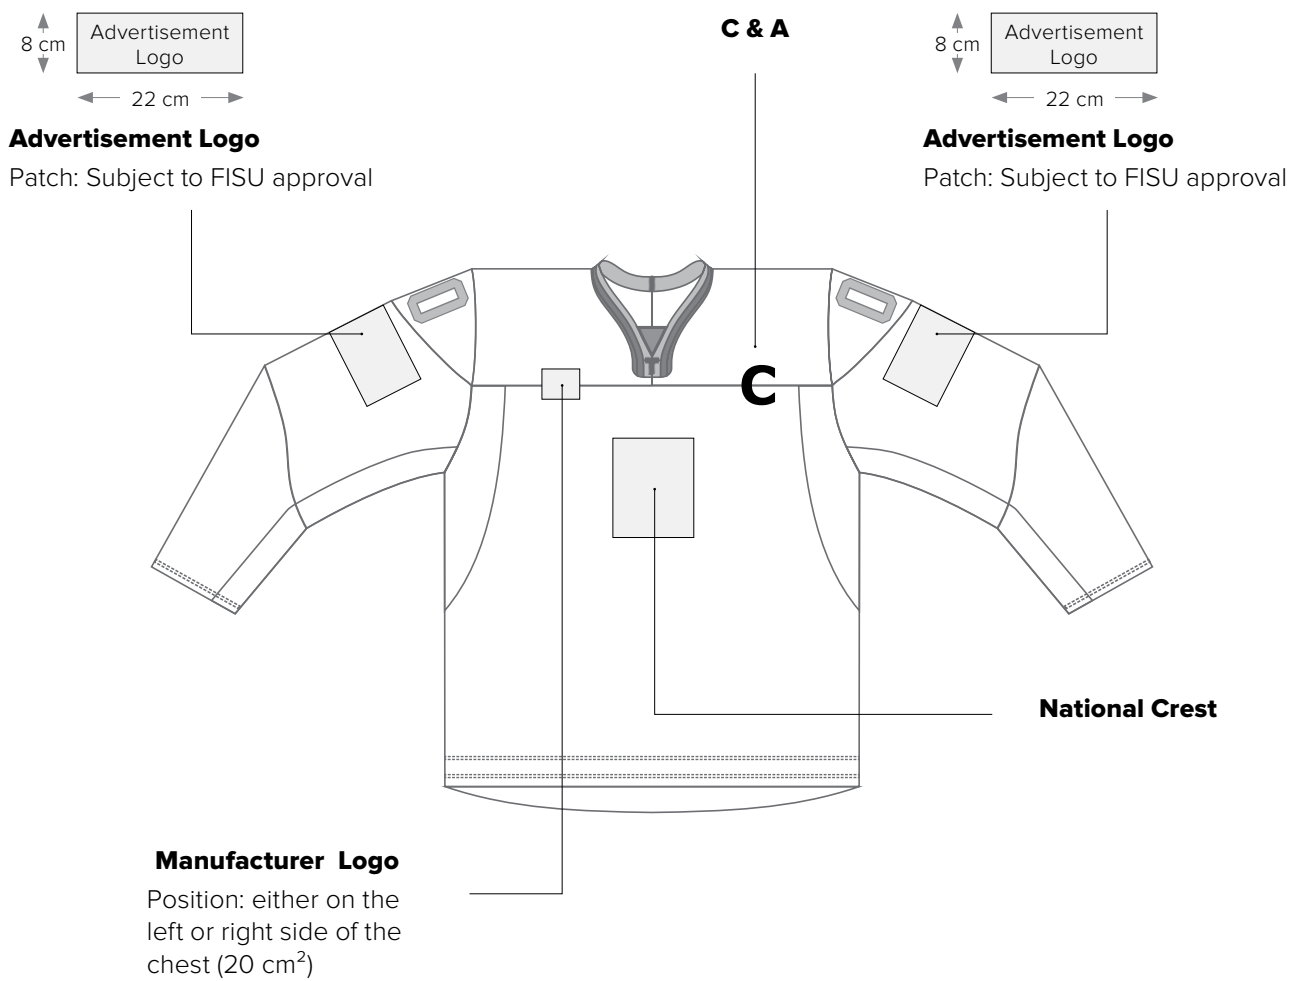 8 cm
Advertisement
Logo
22 cm
Advertisement Logo
Patch: Subject to FISU approval
C & A
8 cm
Advertisement
Logo
22 cm
Advertisement Logo
Patch: Subject to FISU approval
C
National Crest
Manufacturer Logo
Position: either on the
left or right side of the
chest (20 cm²)